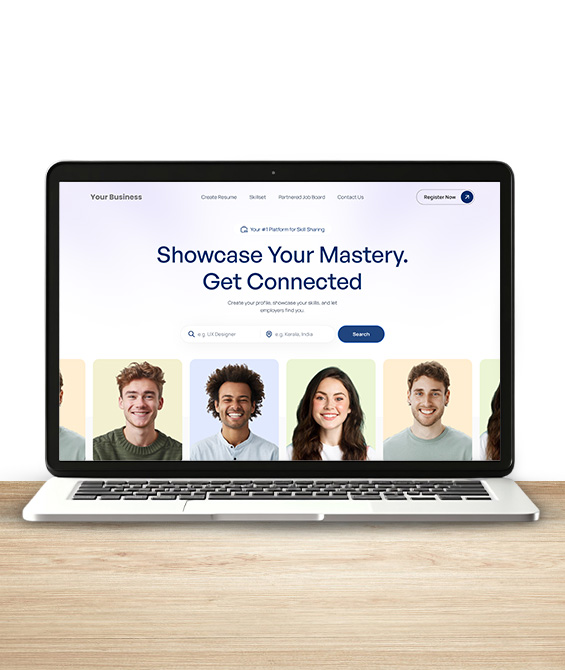 Your Business
Create Resume
Skillset
Partnered Job Board
Contact Us
Register Now
Your #1 Platform for Skill Sharing
Showcase Your Mastery.
Get Connected
Create your profile, showcase your skills, and let
employers find you
e.g. UX Designer
e.g. Kerala, India
Search